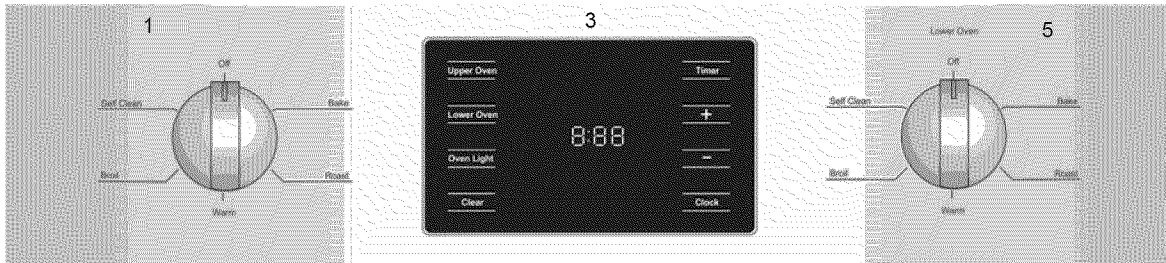 1
Off
Self Clean
Bake
Broil
Roast
Warm
3
Upper Oven
Timer
Lower Oven
+
8:88
Oven Light
-
Clear
Clock
5
Lower Oven
Off
Self Clean
Bake
Broil
Roast
Warm